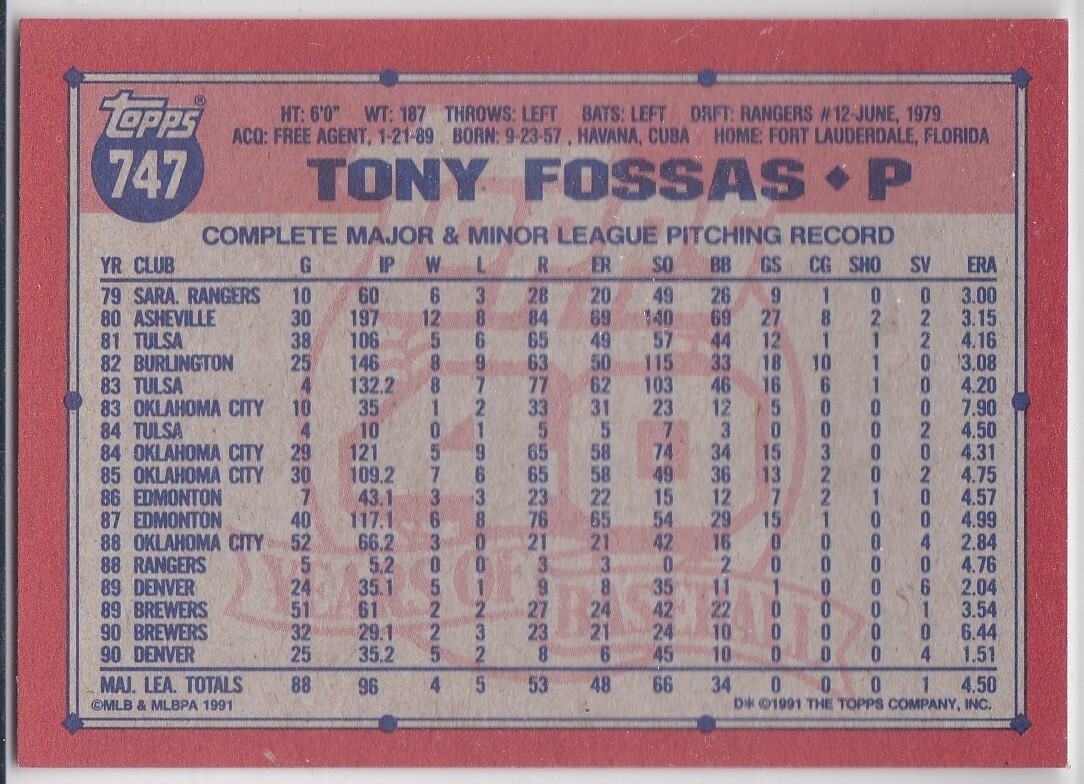 topps®
747
HT: 6'0" WT: 187 THROWS: LEFT BATS: LEFT DRFT: RANGERS #12-JUNE, 1979
ACQ: FREE AGENT, 1-21-89 BORN: 9-23-57 , HAVANA, CUBA HOME: FORT LAUDERDALE, FLORIDA
TONY FOSSAS ♦ P
COMPLETE MAJOR & MINOR LEAGUE PITCHING RECORD
YR CLUB G IP W L R ER SO BB GS CG SHO SV ERA
79 SARA. RANGERS 10 60 6 3 28 20 49 26 9 1 0 0 3.00
80 ASHEVILLE 30 197 12 8 84 69 140 69 27 8 2 2 3.15
81 TULSA 38 106 5 6 65 49 57 44 12 1 1 2 4.16
82 BURLINGTON 25 146 8 9 63 50 115 33 18 10 1 0 3.08
83 TULSA 4 132.2 8 7 77 62 103 46 16 6 1 0 4.20
83 OKLAHOMA CITY 10 35 1 2 33 31 23 12 5 0 0 0 7.90
84 TULSA 4 10 0 1 5 5 7 3 0 0 0 2 4.50
84 OKLAHOMA CITY 29 121 5 9 65 58 74 34 15 3 0 0 4.31
85 OKLAHOMA CITY 30 109.2 7 6 65 58 49 36 13 2 0 2 4.75
86 EDMONTON 7 43.1 3 3 23 22 15 12 7 2 1 0 4.57
87 EDMONTON 40 117.1 6 8 76 65 54 29 15 1 0 0 4.99
88 OKLAHOMA CITY 52 66.2 3 0 21 21 42 16 0 0 0 4 2.84
88 RANGERS 5 5.2 0 0 3 3 0 2 0 0 0 0 4.76
89 DENVER 24 35.1 5 1 9 8 35 11 1 0 0 6 2.04
89 BREWERS 51 61 2 2 27 24 42 22 0 0 0 1 3.54
90 BREWERS 32 29.1 2 3 23 21 24 10 0 0 0 0 6.44
90 DENVER 25 35.2 5 2 8 6 45 10 0 0 0 4 1.51
MAJ. LEA. TOTALS 88 96 4 5 53 48 66 34 0 0 0 1 4.50
©MLB & MLBPA 1991 D* ©1991 THE TOPPS COMPANY, INC.
TOPPS
40
YEARS OF
BASEBALL